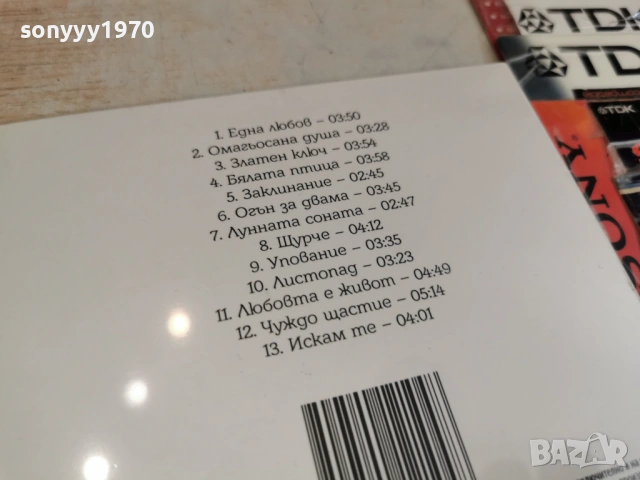 sonyyy1970
TDK
TDK
TDK
SONY
1. Една любов – 03:50
2. Омагьосана душа – 03:28
3. Златен ключ – 03:54
4. Бялата птица – 03:58
5. Заклинание – 02:45
6. Огън за двама – 03:45
7. Лунната соната – 02:47
8. Щурче – 04:12
9. Упование – 03:35
10. Листопад – 03:23
11. Любовта е живот – 04:49
12. Чуждо щастие – 05:14
13. Искам те – 04:01
BAZAR